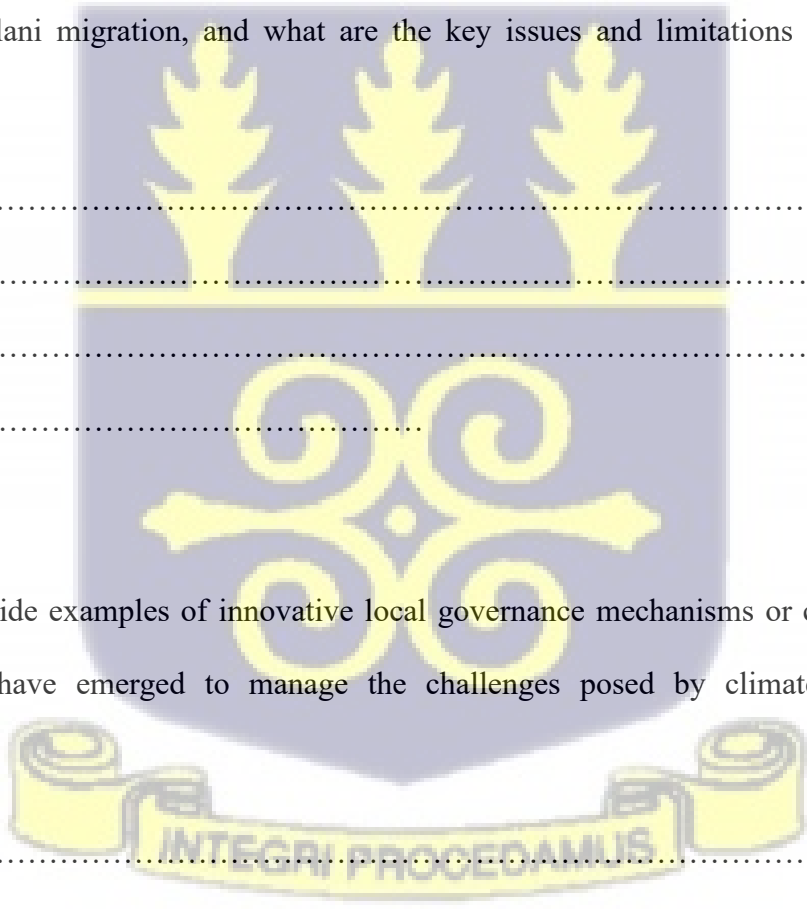 lani migration, and what are the key issues and limitations
................................................................................
................................................................................
................................................................................
..........................................
ide examples of innovative local governance mechanisms or
have emerged to manage the challenges posed by climat
INTEGRI PROCEDAMUS
................................................................................